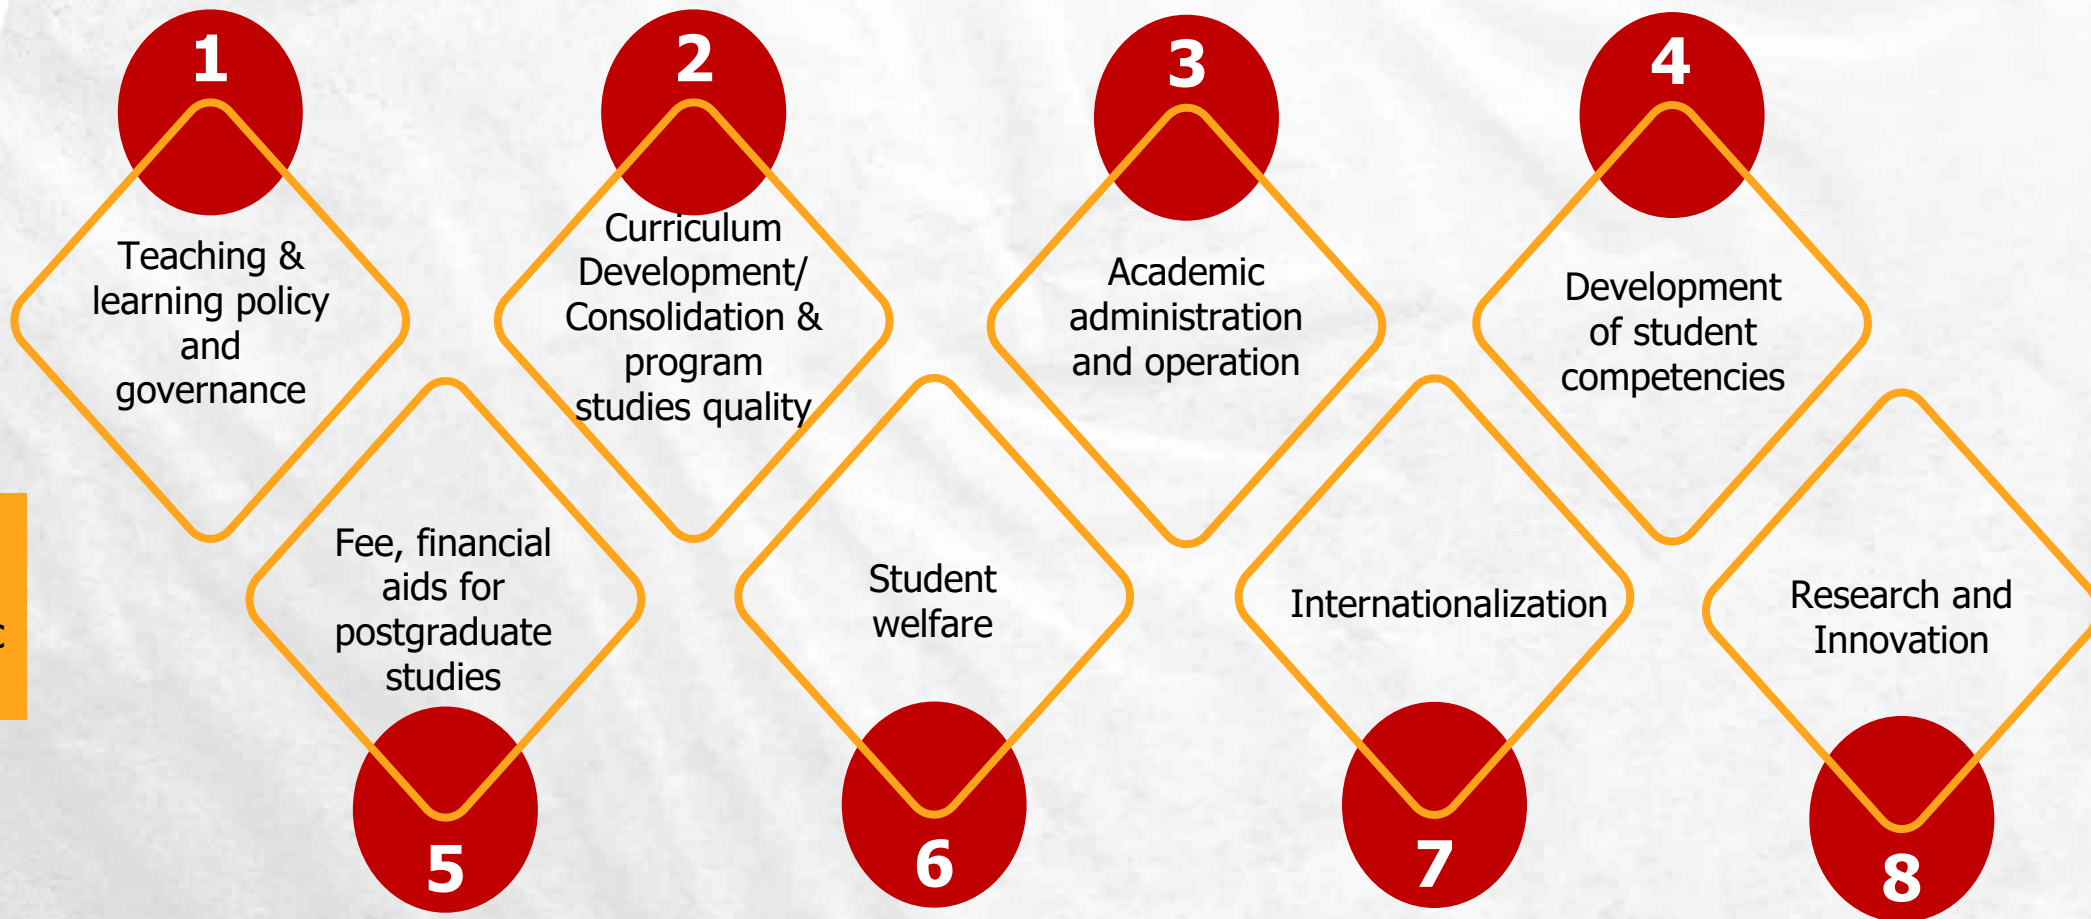 1
Teaching &
learning policy
and
governance
2
Curriculum
Development/
Consolidation &
program
studies quality
3
Academic
administration
and operation
4
Development
of student
competencies
Fee, financial
aids for
postgraduate
studies
5
Student
welfare
6
Internationalization
7
Research and
Innovation
8